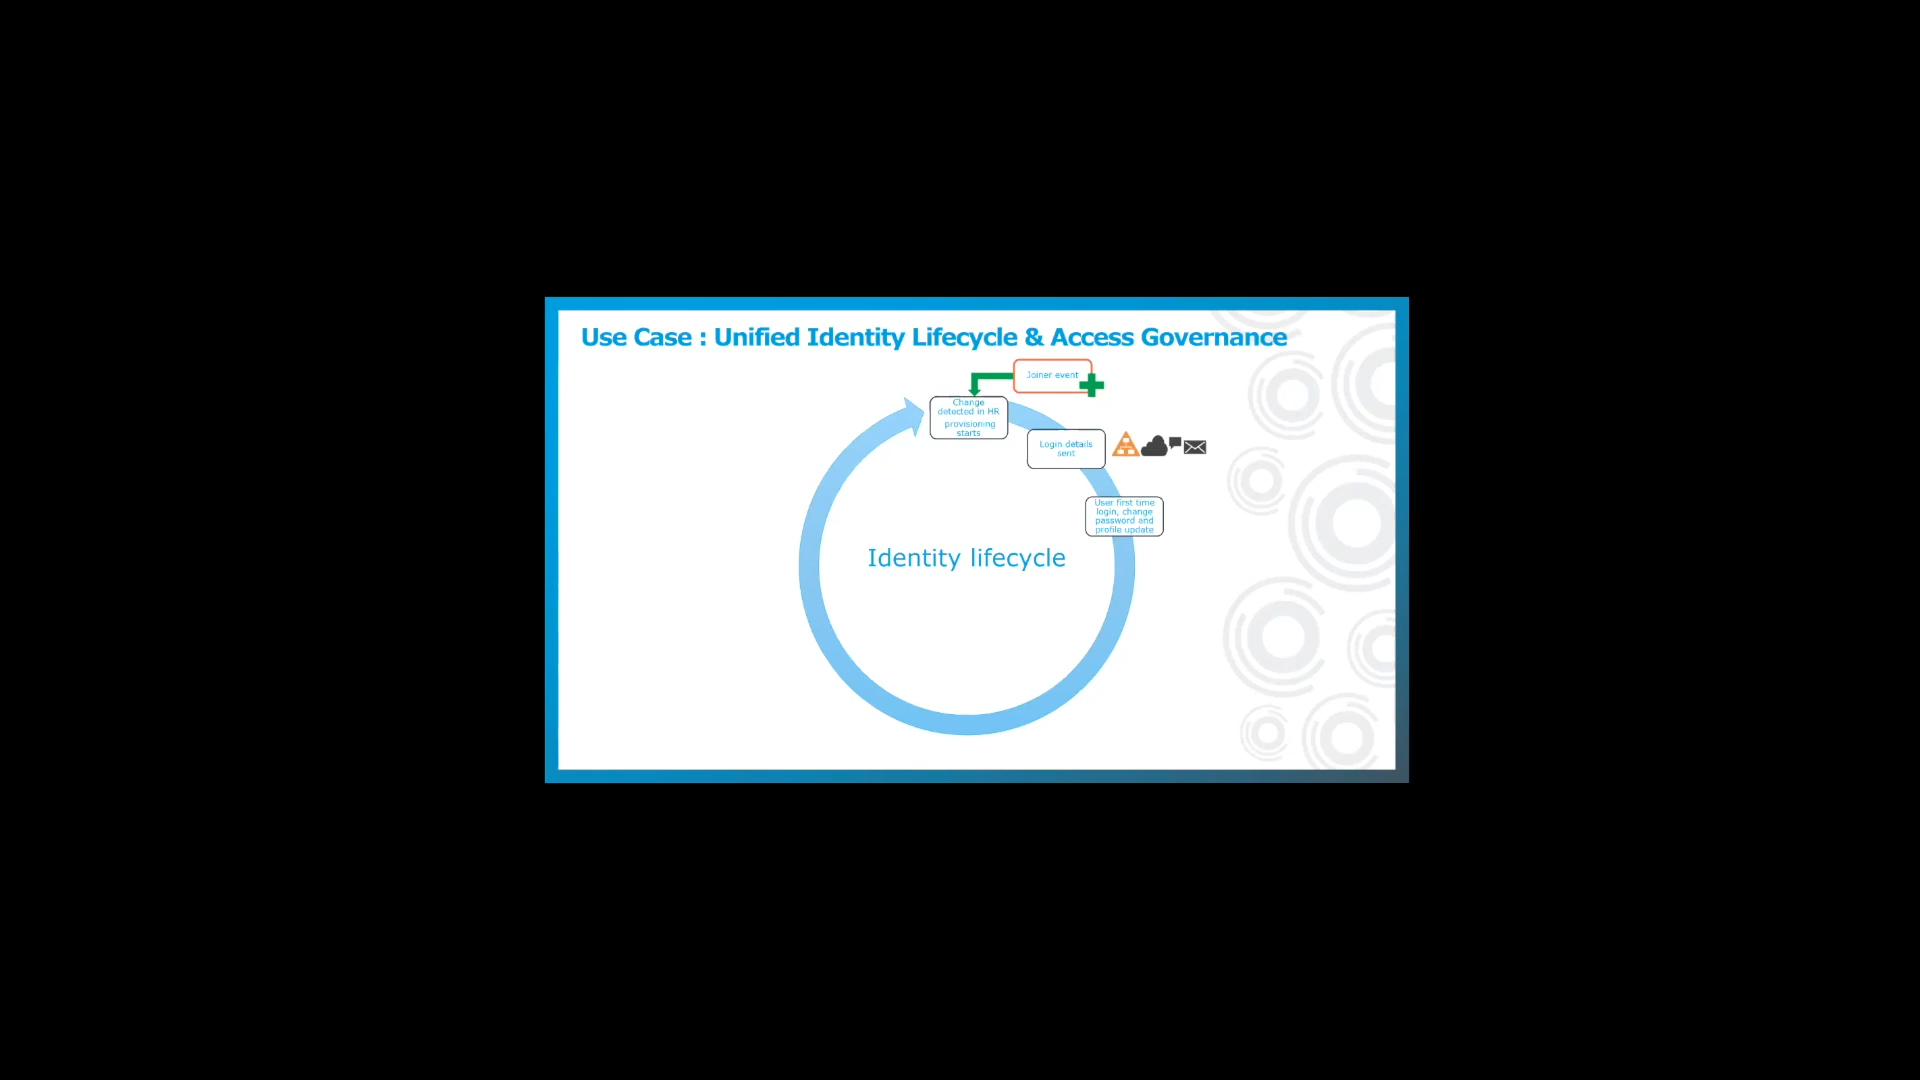 Use Case : Unified Identity Lifecycle & Access Governance
Joiner event
Change
detected in HR
provisioning
starts
Login details
sent
User first time
login, change
password and
profile update
Identity lifecycle